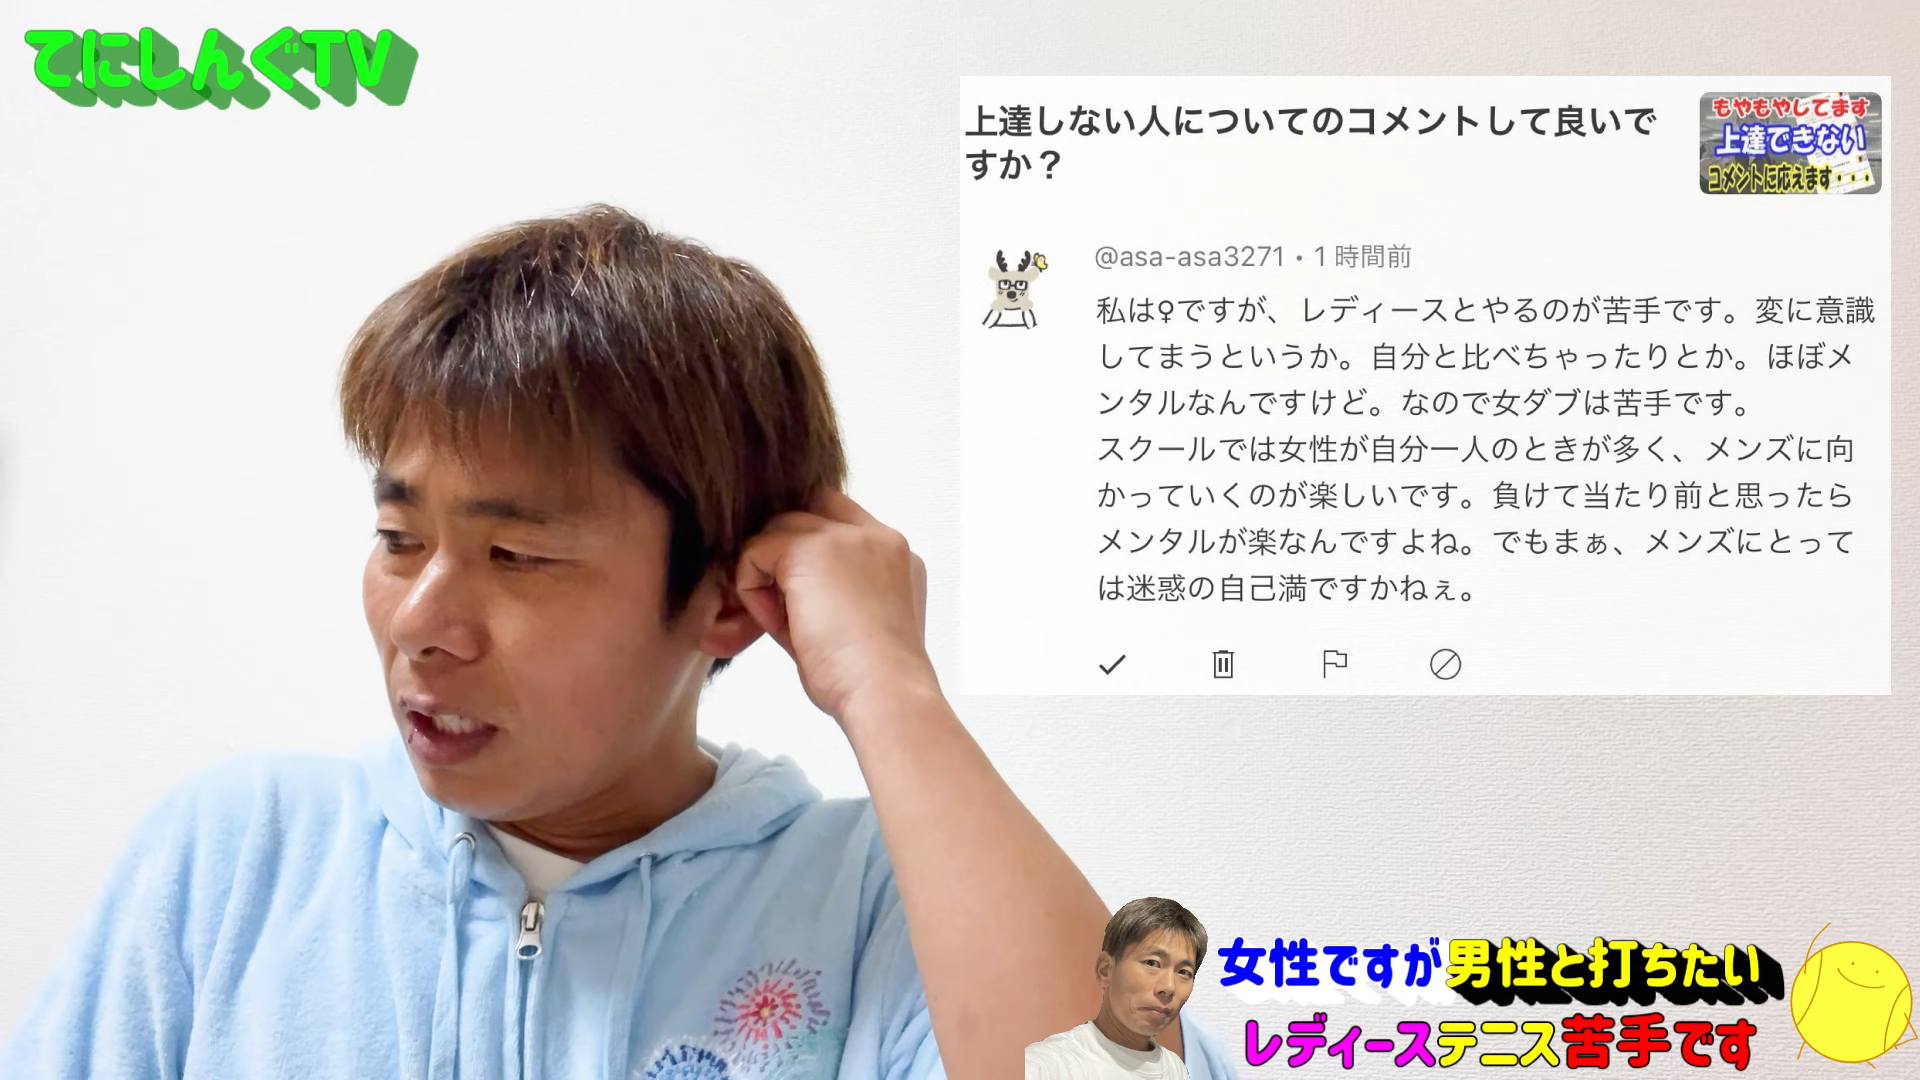 てにしんぐTV
上達しない人についてのコメントして良いで
すか？
もやもやしてます
上達できない
コメントに応えます・・・
@asa-asa3271・1 時間前
私は♀ですが、レディースとやるのが苦手です。変に意識
してまうというか。自分と比べちゃったりとか。ほぼメ
ンタルなんですけど。なので女ダブは苦手です。
スクールでは女性が自分一人のときが多く、メンズに向
かっていくのが楽しいです。負けて当たり前と思ったら
メンタルが楽なんですよね。でもまぁ、メンズにとって
は迷惑の自己満ですかねぇ。
女性ですが男性と打ちたい
レディーステニス苦手です